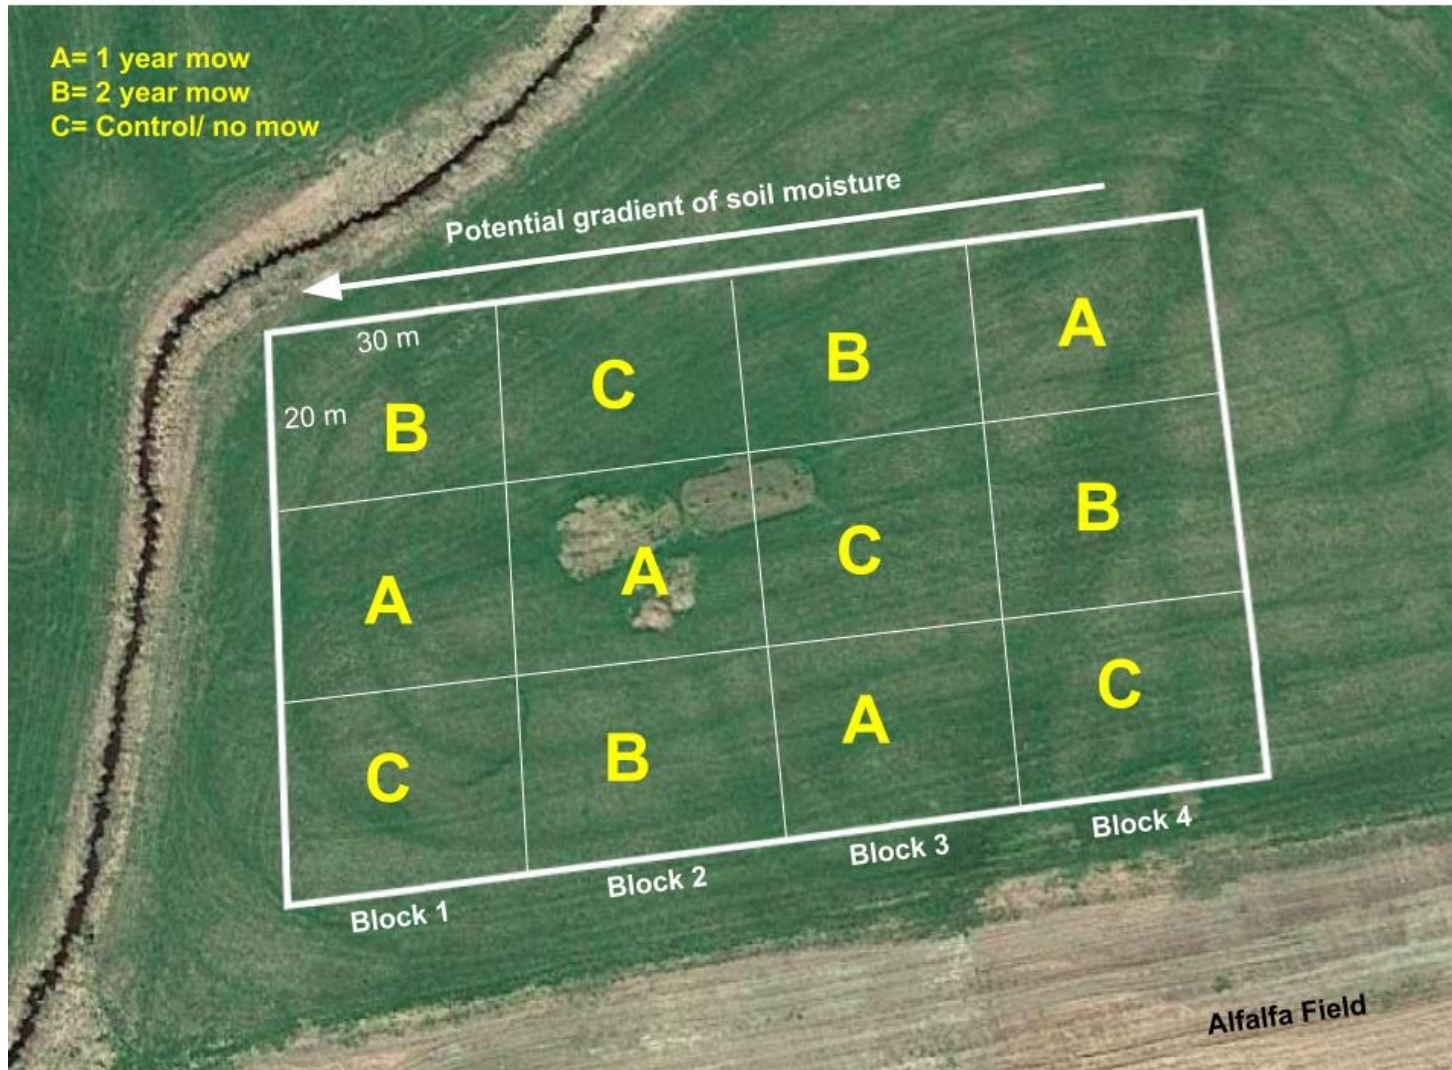 A= 1 year mow
B= 2 year mow
C= Control/ no mow
Potential gradient of soil moisture
30 m
20 m
B
C
B
A
A
A
C
B
C
B
A
C
Block 1
Block 2
Block 3
Block 4
Alfalfa Field